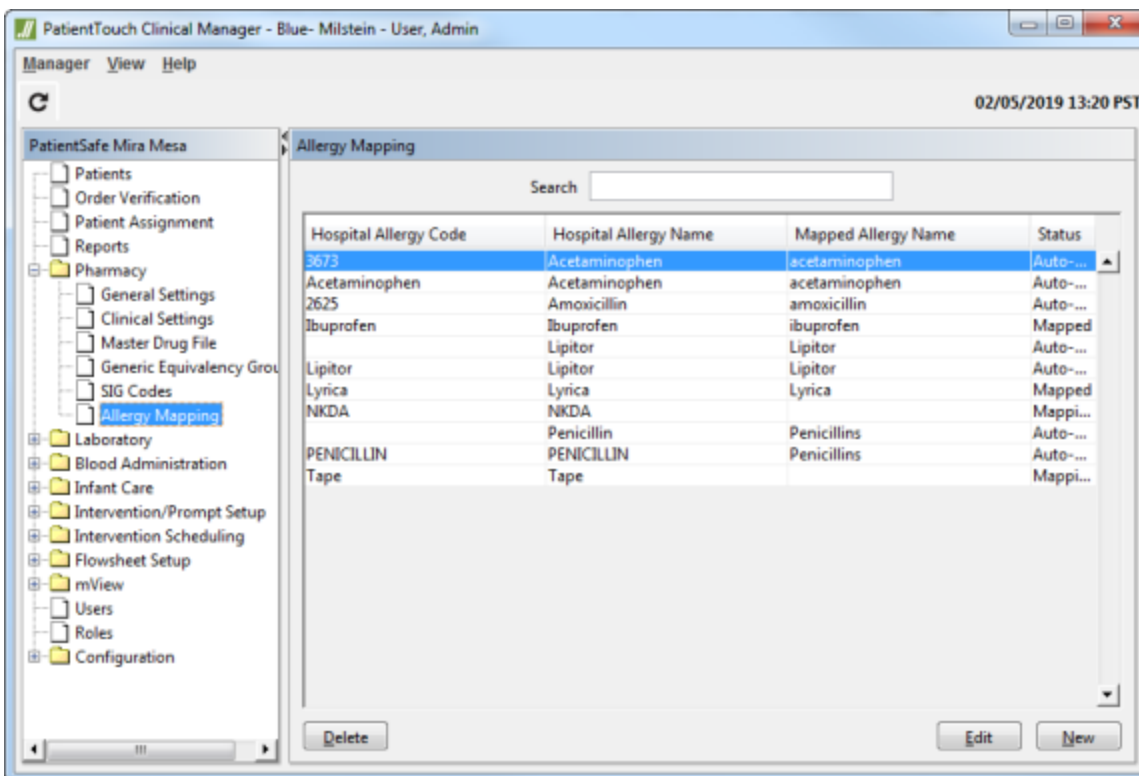 PatientTouch Clinical Manager - Blue- Milstein - User, Admin
Manager View Help
02/05/2019 13:20 PST
PatientSafe Mira Mesa
Patients
Order Verification
Patient Assignment
Reports
Pharmacy
General Settings
Clinical Settings
Master Drug File
Generic Equivalency Grou
SIG Codes
Allergy Mapping
Laboratory
Blood Administration
Infant Care
Intervention/Prompt Setup
Intervention Scheduling
Flowsheet Setup
mView
Users
Roles
Configuration
Allergy Mapping
Search
Hospital Allergy Code Hospital Allergy Name Mapped Allergy Name Status
3673 Acetaminophen acetaminophen Auto-...
Acetaminophen Acetaminophen acetaminophen Auto-...
2625 Amoxicillin amoxicillin Auto-...
Ibuprofen Ibuprofen ibuprofen Mapped
Lipitor Lipitor Auto-...
Lipitor Lipitor Lipitor Auto-...
Lyrica Lyrica Lyrica Mapped
NKDA NKDA Mappi...
Penicillin Penicillins Auto-...
PENICILLIN PENICILLIN Penicillins Auto-...
Tape Tape Mappi...
Delete Edit New